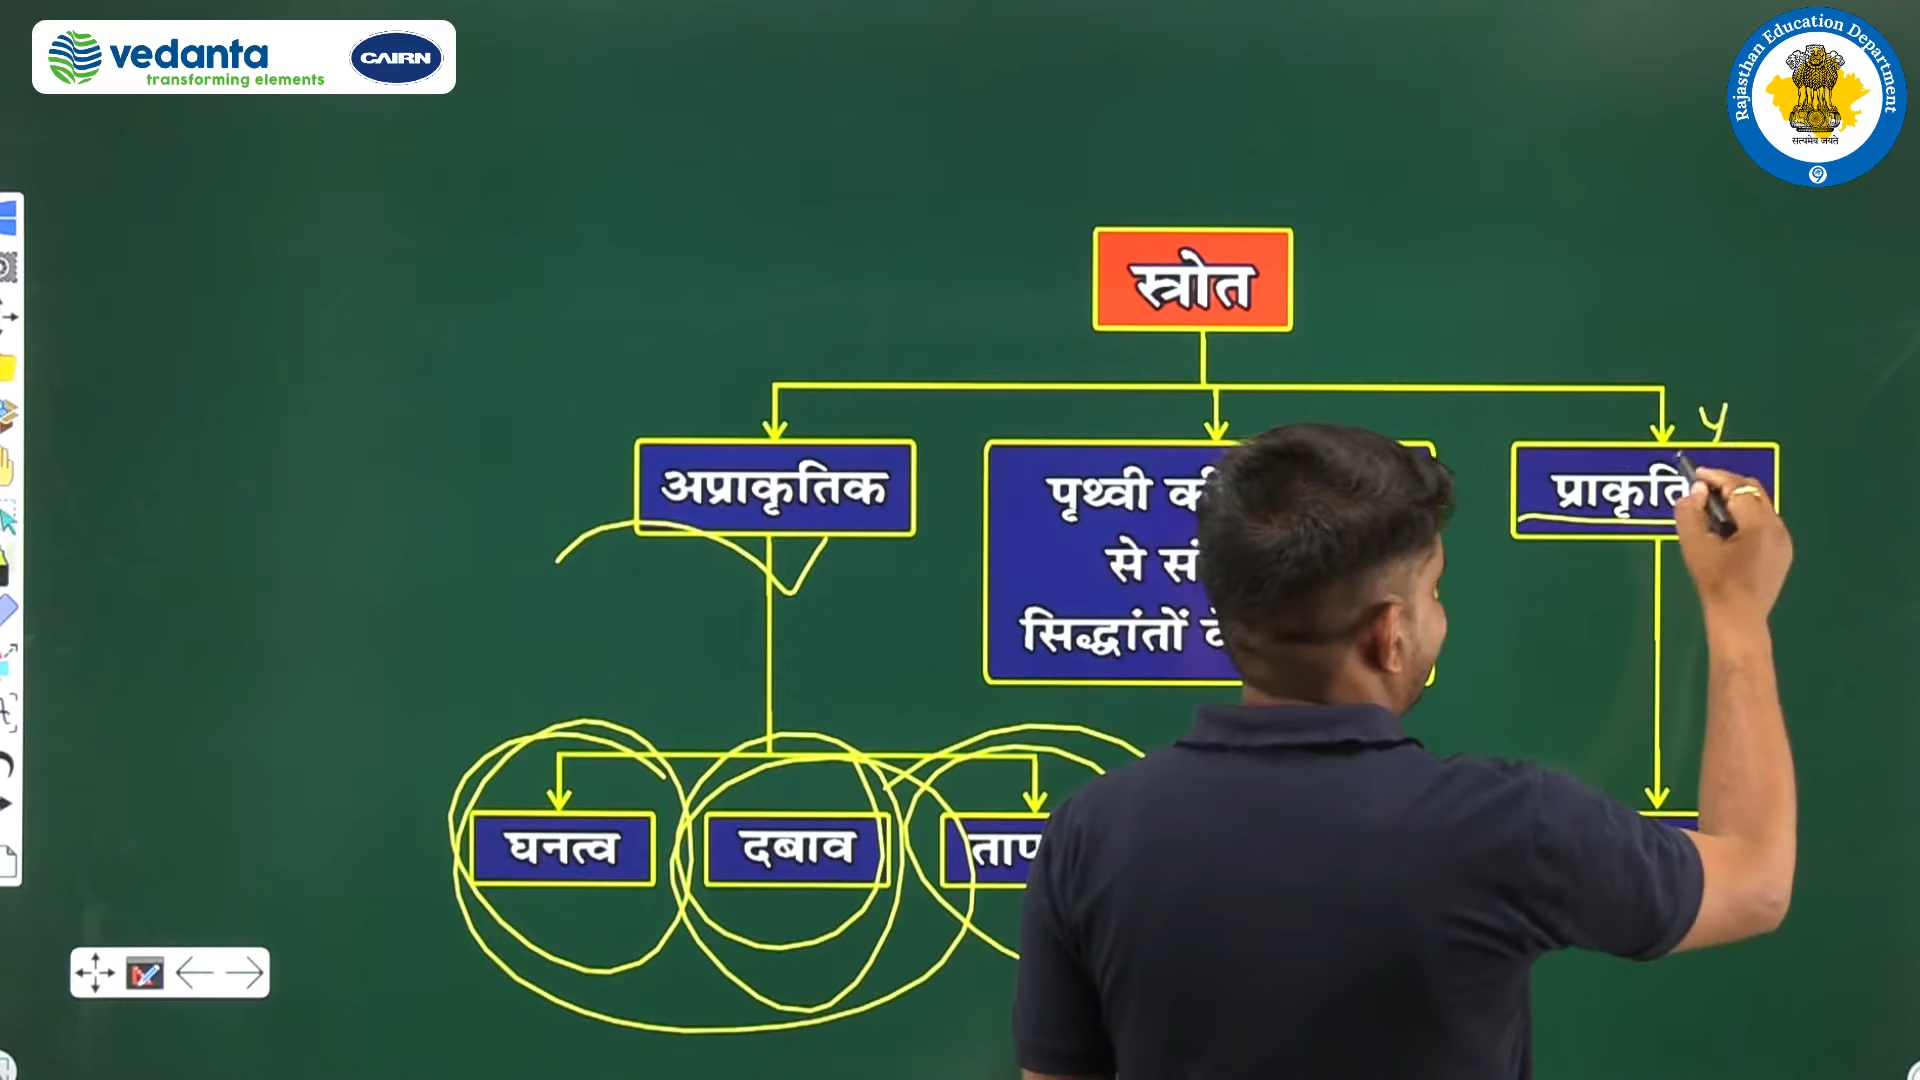 vedanta
transforming elements
CAIRN
Rajasthan Education Department
सत्यमेव जयते
स्त्रोत
अप्राकृतिक
पृथ्वी
से
सिद्धांतों
घनत्व
दबाव